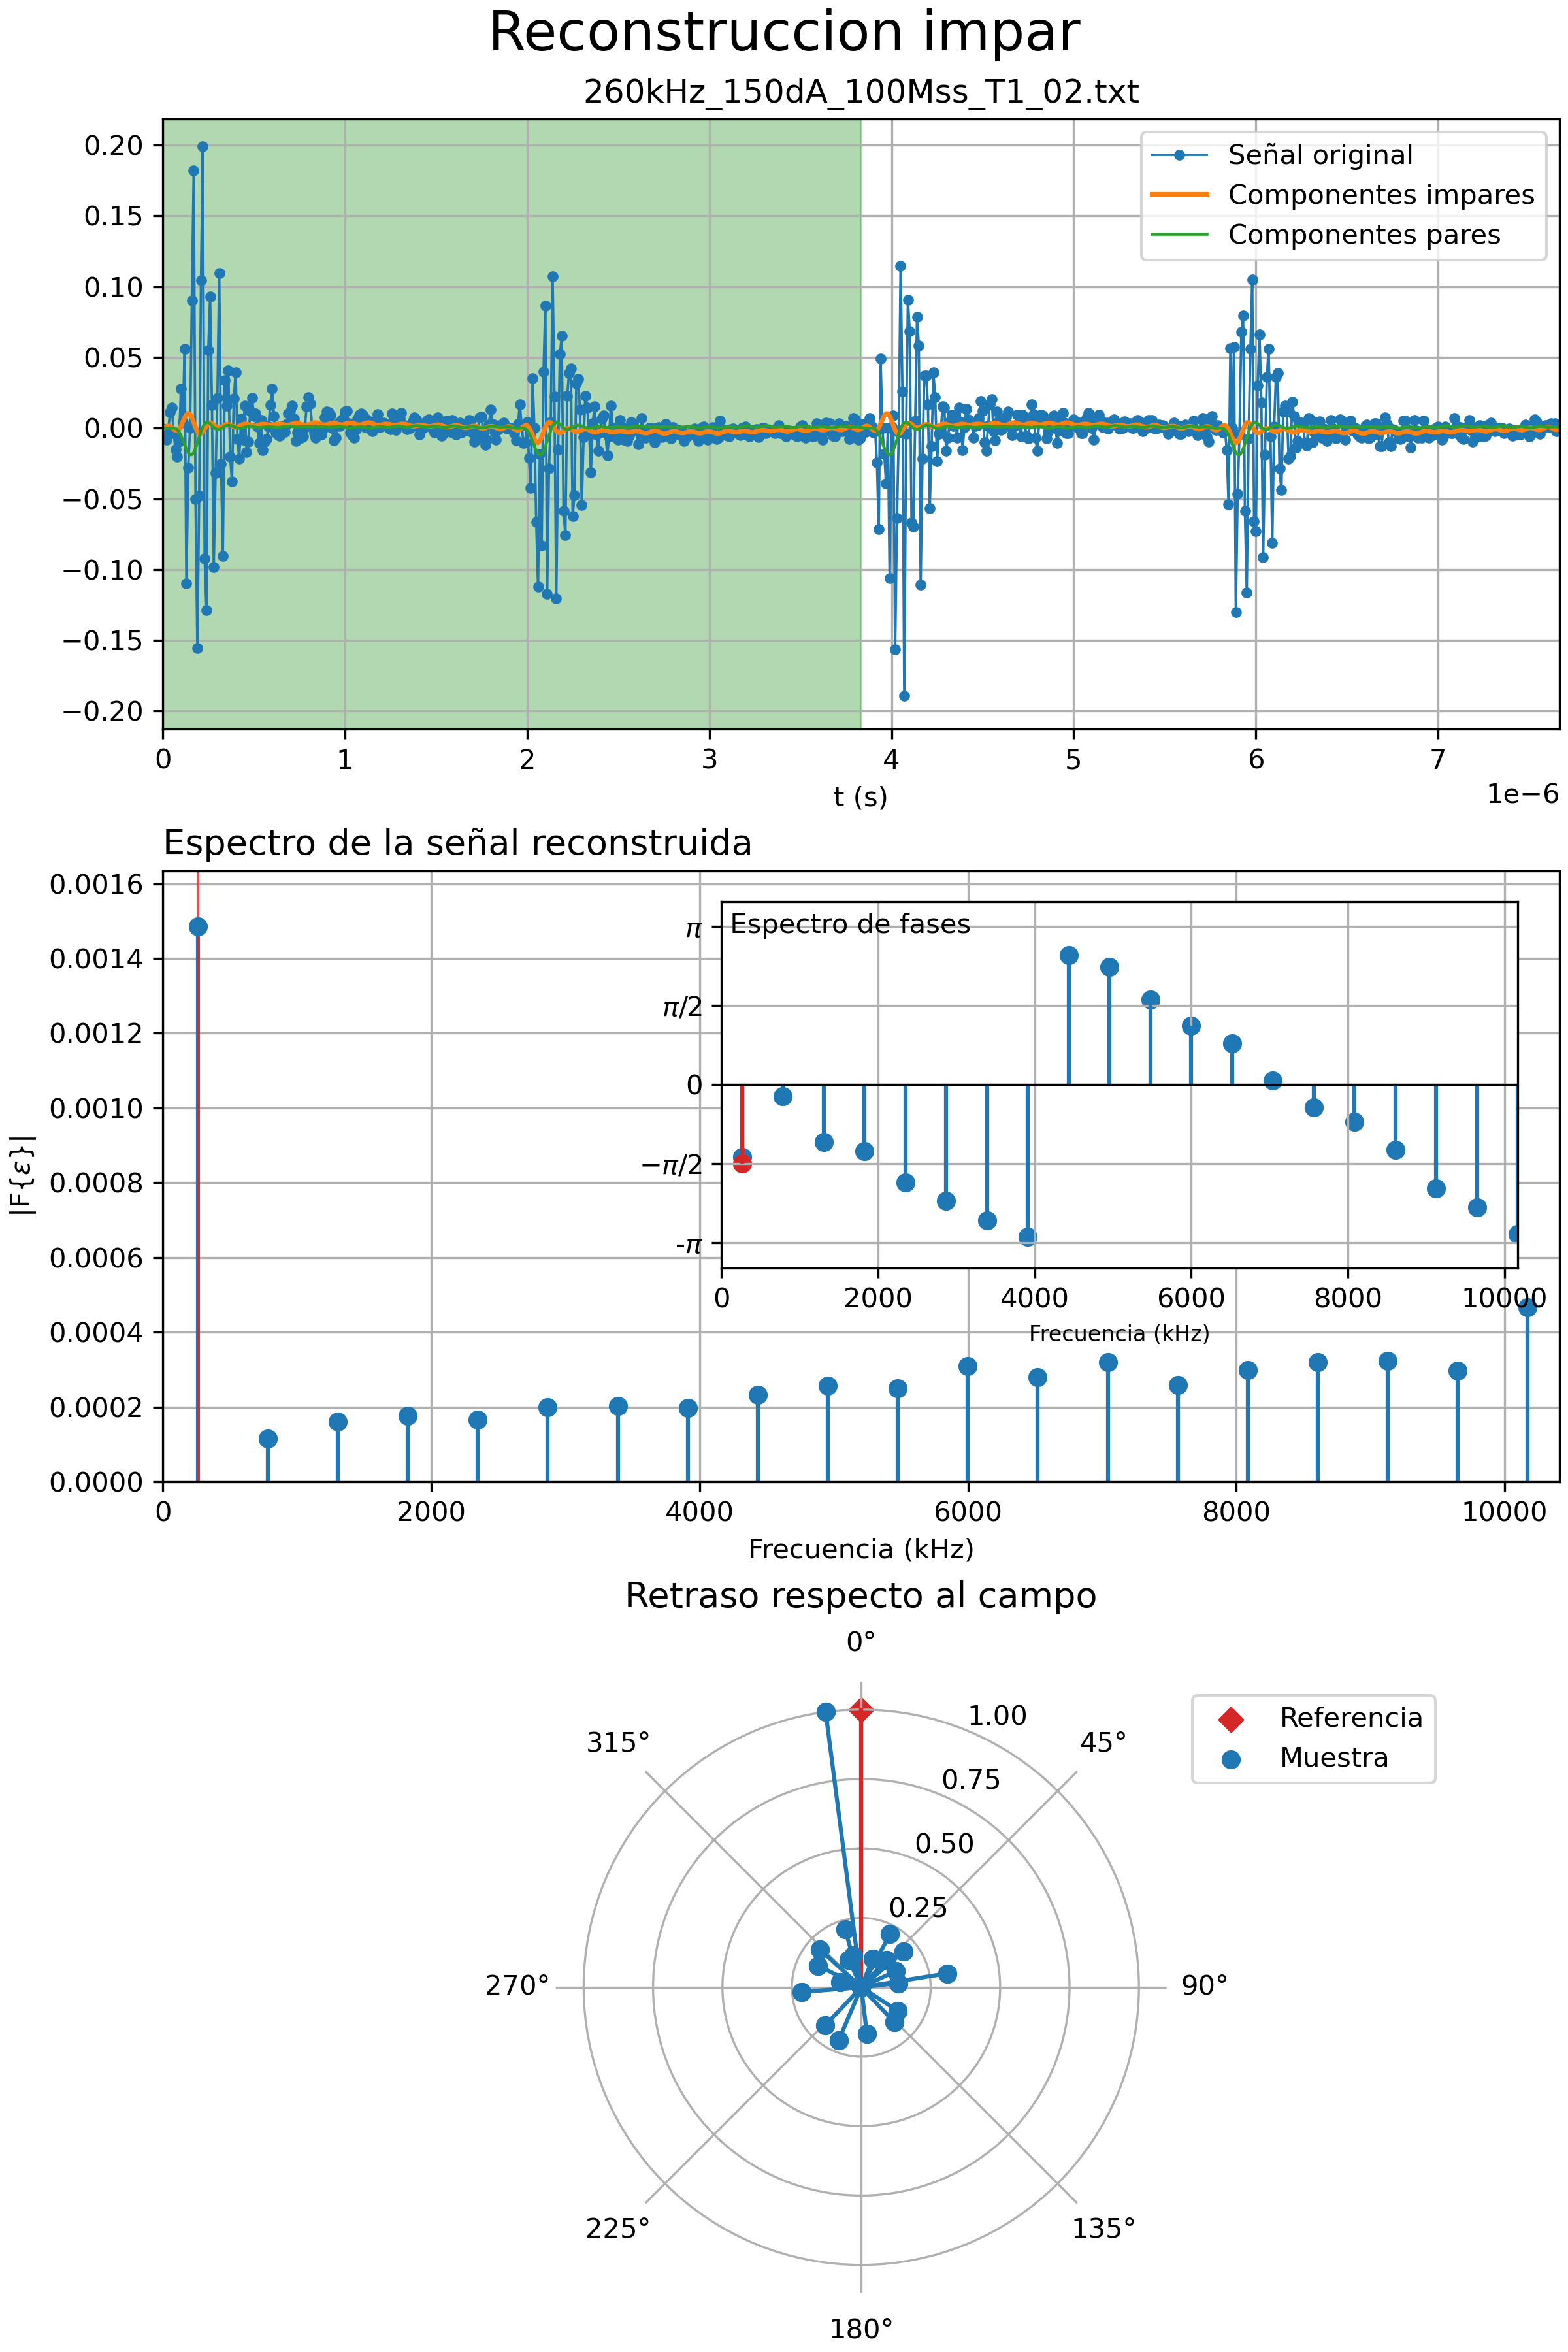 Reconstruccion impar
260kHz_150dA_100Mss_T1_02.txt
0.20
0.15
0.10
0.05
0.00
−0.05
−0.10
−0.15
−0.20
Señal original
Componentes impares
Componentes pares
0 1 2 3 4 5 6 7
t (s)
1e−6
Espectro de la señal reconstruida
0.0016
0.0014
0.0012
0.0010
0.0008
0.0006
0.0004
0.0002
0.0000
|F{ε}|
Espectro de fases
π
π/2
0
−π/2
-π
0 2000 4000 6000 8000 10000
Frecuencia (kHz)
0 2000 4000 6000 8000 10000
Frecuencia (kHz)
Retraso respecto al campo
0°
45°
90°
135°
180°
225°
270°
315°
1.00
0.75
0.50
0.25
Referencia
Muestra